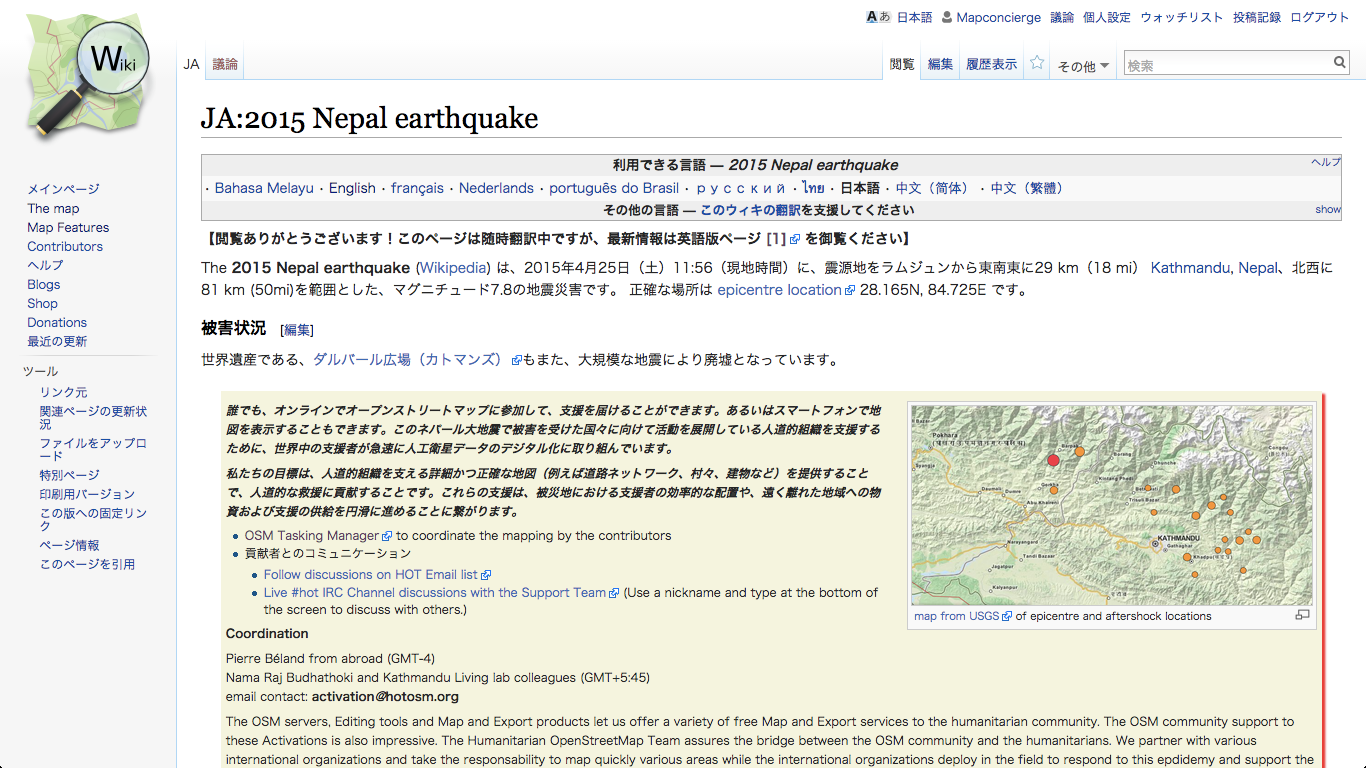 Aあ 日本語 Mapconcierge 議論 個人設定 ウォッチリスト 投稿記録 ログアウト
Wiki
JA 議論
閲覧 編集 履歴表示 その他 検索
JA:2015 Nepal earthquake
利用できる言語 — 2015 Nepal earthquake ヘルプ
· Bahasa Melayu · English · français · Nederlands · português do Brasil · русский · ไทย · 日本語 · 中文（简体） · 中文（繁體）
その他の言語 — このウィキの翻訳を支援してください show
メインページ
The map
Map Features
Contributors
ヘルプ
Blogs
Shop
Donations
最近の更新
ツール
リンク元
関連ページの更新状
況
ファイルをアップロ
ード
特別ページ
印刷用バージョン
この版への固定リン
ク
ページ情報
このページを引用
【閲覧ありがとうございます！このページは随時翻訳中ですが、最新情報は英語版ページ [1] を御覧ください】
The 2015 Nepal earthquake (Wikipedia) は、2015年4月25日（土）11:56（現地時間）に、震源地をラムジュンから東南東に29 km（18 mi） Kathmandu, Nepal、北西に
81 km (50mi)を範囲とした、マグニチュード7.8の地震災害です。 正確な場所は epicentre location 28.165N, 84.725E です。
被害状況 [編集]
世界遺産である、ダルバール広場（カトマンズ）もまた、大規模な地震により廃墟となっています。
誰でも、オンラインでオープンストリートマップに参加して、支援を届けることができます。あるいはスマートフォンで地
図を表示することもできます。このネパール大地震で被害を受けた国々に向けて活動を展開している人道的組織を支援する
ために、世界中の支援者が急速に人工衛星データのデジタル化に取り組んでいます。
私たちの目標は、人道的組織を支える詳細かつ正確な地図（例えば道路ネットワーク、村々、建物など）を提供すること
で、人道的な救援に貢献することです。これらの支援は、被災地における支援者の効率的な配置や、遠く離れた地域への物
資および支援の供給を円滑に進めることに繋がります。
OSM Tasking Manager to coordinate the mapping by the contributors
貢献者とのコミュニケーション
Follow discussions on HOT Email list
Live #hot IRC Channel discussions with the Support Team (Use a nickname and type at the bottom of
the screen to discuss with others.)
Coordination
Pierre Béland from abroad (GMT-4)
Nama Raj Budhathoki and Kathmandu Living lab colleagues (GMT+5:45)
email contact: activation@hotosm.org
The OSM servers, Editing tools and Map and Export products let us offer a variety of free Map and Export services to the humanitarian community. The OSM community support to
these Activations is also impressive. The Humanitarian OpenStreetMap Team assures the bridge between the OSM community and the humanitarians. We partner with various
international organizations and take the responsability to map quickly various areas while the international organizations deploy in the field to respond to this epdidemy and support the
Pokhara
Syangja
Daumeli
Dumre
Gorkha
Abu Khaireni
Dhunche
Narayangarh
Tandi Bazaar
Jagatpur
Kalyanpur
KATHMANDU
map from USGS of epicentre and aftershock locations